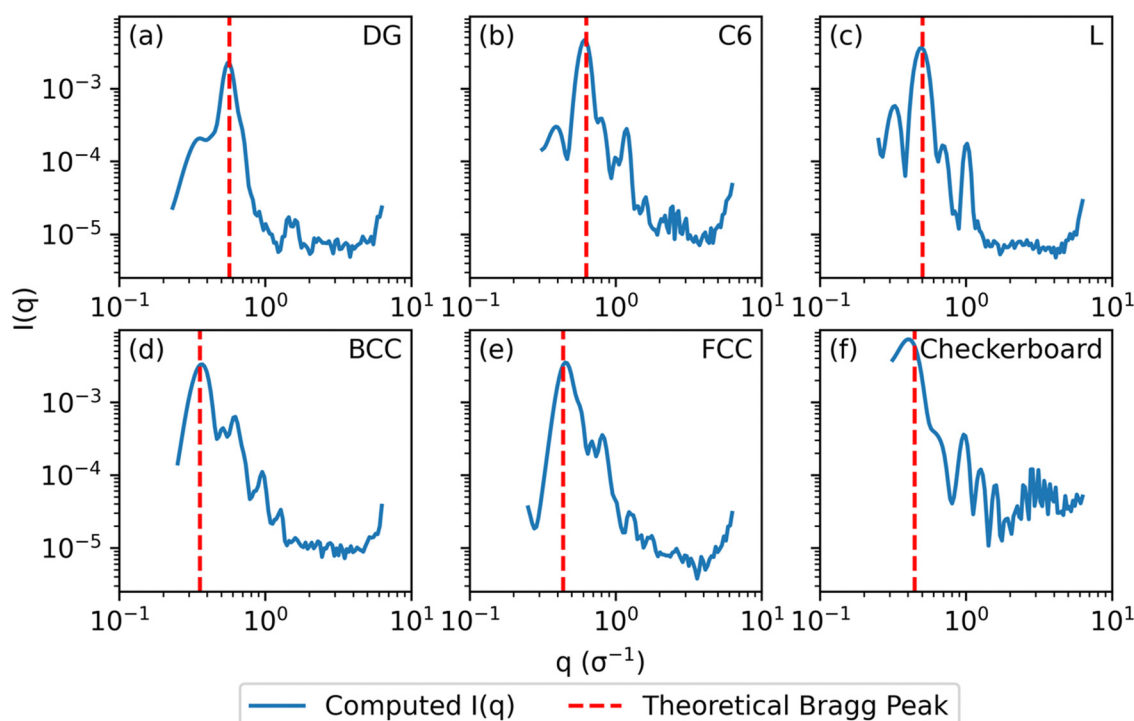 (a) DG (b) C6 (c) L
10⁻³
10⁻⁴
10⁻⁵
10⁻¹ 10⁰ 10¹ 10⁻¹ 10⁰ 10¹ 10⁻¹ 10⁰ 10¹
I(q)
(d) BCC (e) FCC (f) Checkerboard
10⁻³
10⁻⁴
10⁻⁵
10⁻¹ 10⁰ 10¹ 10⁻¹ 10⁰ 10¹ 10⁻¹ 10⁰ 10¹
q (σ⁻¹)
Computed I(q) Theoretical Bragg Peak